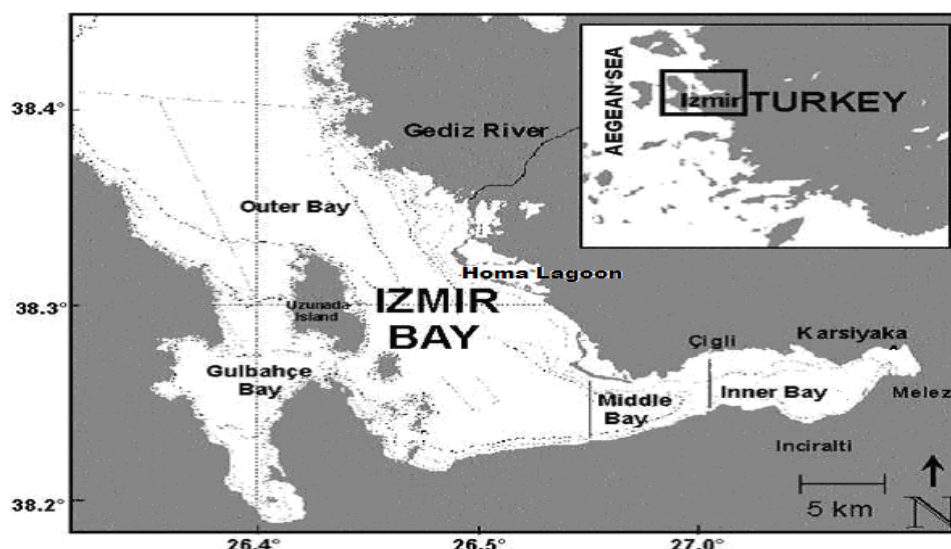 38.4°
38.3°
38.2°
26.4°
26.5°
27.0°
AEGEAN SEA
Izmir
TURKEY
Gediz River
Outer Bay
Homa Lagoon
Uzunada
Island
IZMIR
BAY
Gulbahçe
Bay
Middle
Bay
Çigli
Inner Bay
Karsiyaka
Melez
Inciralti
5 km
N